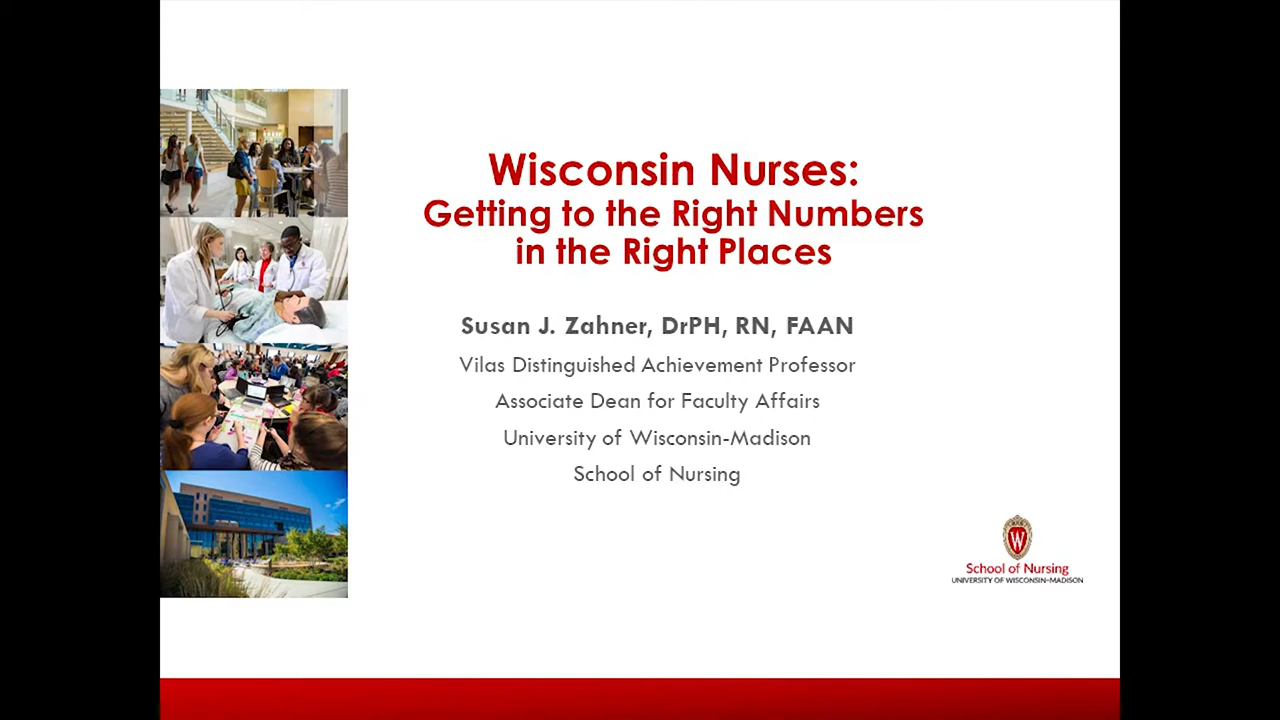 Wisconsin Nurses:
Getting to the Right Numbers
in the Right Places
Susan J. Zahner, DrPH, RN, FAAN
Vilas Distinguished Achievement Professor
Associate Dean for Faculty Affairs
University of Wisconsin-Madison
School of Nursing
W
School of Nursing
UNIVERSITY OF WISCONSIN-MADISON